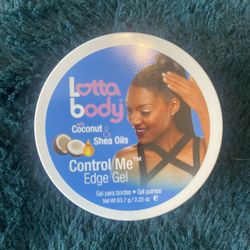 Lotta
body®
with
Coconut &
Shea Oils
Control Me™
Edge Gel
Gel para bordes • Gel pointes
Net Wt 63.7 g / 2.25 oz e